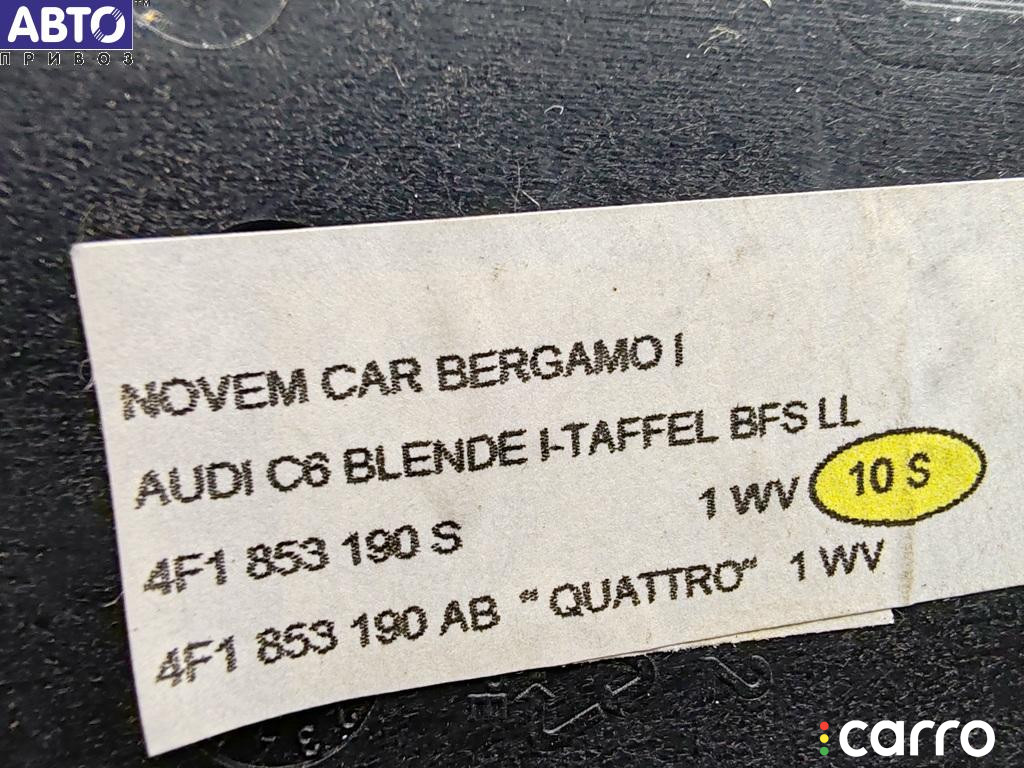 АВТО™
ПРИВОЗ
NOVEM CAR BERGAMO I
AUDI C6 BLENDE I-TAFFEL BFS LL
4F1 853 190 S 1 WV 10 S
4F1 853 190 AB "QUATTRO" 1 WV
carro